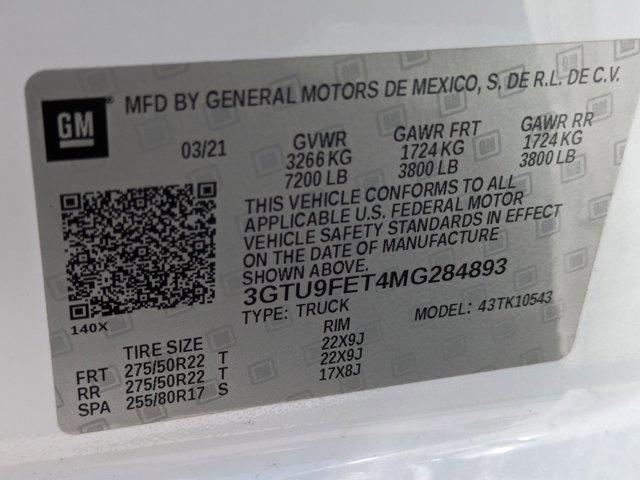 GM
MFD BY GENERAL MOTORS DE MEXICO, S. DE R.L. DE C.V.
03/21 GVWR GAWR FRT GAWR RR
3266 KG 1724 KG 1724 KG
7200 LB 3800 LB 3800 LB
THIS VEHICLE CONFORMS TO ALL
APPLICABLE U.S. FEDERAL MOTOR
VEHICLE SAFETY STANDARDS IN EFFECT
ON THE DATE OF MANUFACTURE
SHOWN ABOVE.
3GTU9FET4MG284893
140X
TYPE: TRUCK MODEL: 43TK10543
TIRE SIZE RIM
FRT 275/50R22 T 22X9J
RR 275/50R22 T 22X9J
SPA 255/80R17 S 17X8J